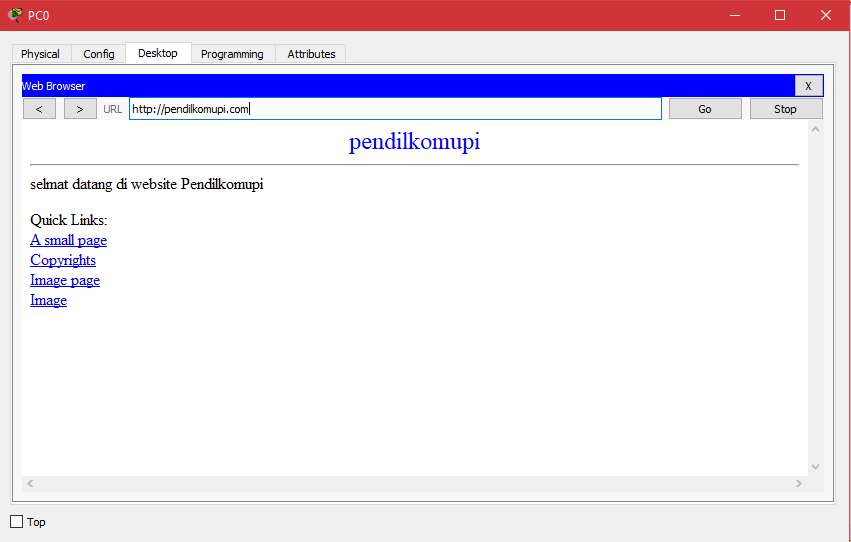 PC0
Physical Config Desktop Programming Attributes
Web Browser X
< > URL http://pendilkomupi.com Go Stop
pendilkomupi
selmat datang di website Pendilkomupi
Quick Links:
A small page
Copyrights
Image page
Image
Top